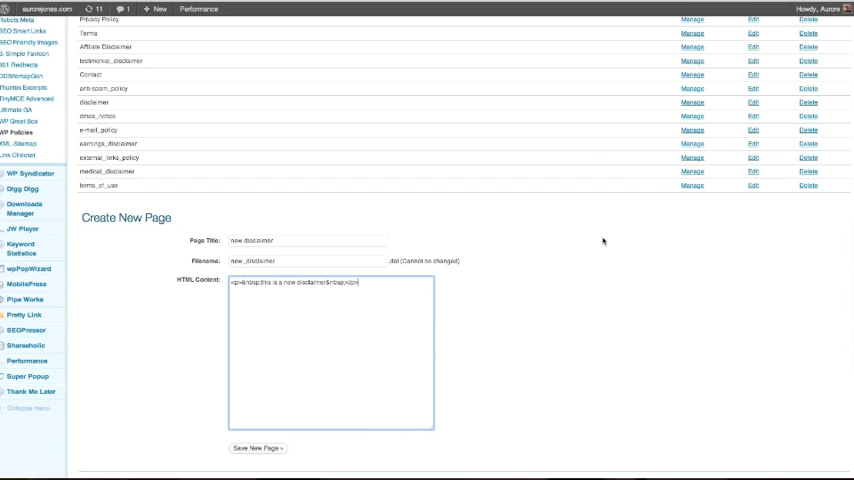 aurorejones.com 11 1 + New Performance Howdy, Aurore
Robots Meta
SEO Smart Links
SEO Friendly Images
S. Simple Favicon
301 Redirects
GDSitemapGen
Thumbs Excerpts
TinyMCE Advanced
Ultimate GA
WP Greet Box
WP Policies
XML-Sitemap
Link Checker
WP Syndicator
Digg Digg
Downloads
Manager
JW Player
Keyword
Statistics
wpPopWizard
MobilePress
Pipe Works
Pretty Link
SEOPressor
Shareaholic
Performance
Super Popup
Thank Me Later
Collapse menu
Privacy Policy Manage Edit Delete
Terms Manage Edit Delete
Affiliate Disclaimer Manage Edit Delete
testimonial_disclaimer Manage Edit Delete
Contact Manage Edit Delete
anti-spam_policy Manage Edit Delete
disclaimer Manage Edit Delete
dmca_notice Manage Edit Delete
e-mail_policy Manage Edit Delete
earnings_disclaimer Manage Edit Delete
external_links_policy Manage Edit Delete
medical_disclaimer Manage Edit Delete
terms_of_use Manage Edit Delete
Create New Page
Page Title: new disclaimer
Filename: new_disclaimer .dat (Cannot be changed)
HTML Content: <p>&nbsp;this is a new disclaimer&nbsp;</p>
Save New Page »